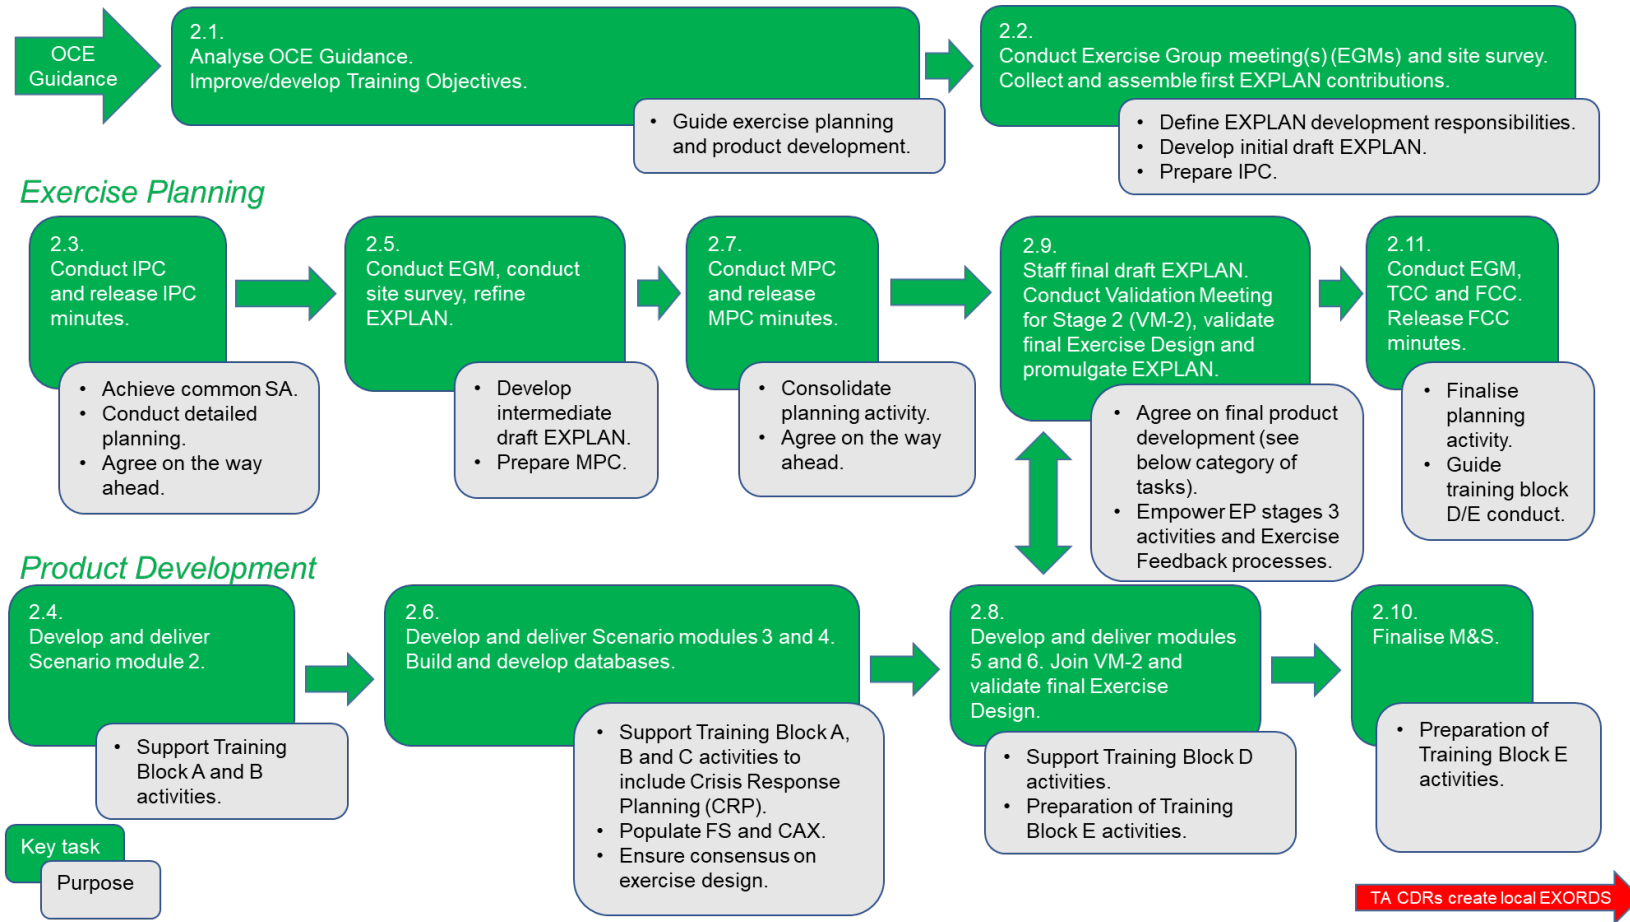 OCE
Guidance
2.1.
Analyse OCE Guidance.
Improve/develop Training Objectives.
• Guide exercise planning
and product development.
2.2.
Conduct Exercise Group meeting(s) (EGMs) and site survey.
Collect and assemble first EXPLAN contributions.
• Define EXPLAN development responsibilities.
• Develop initial draft EXPLAN.
• Prepare IPC.
Exercise Planning
2.3.
Conduct IPC
and release IPC
minutes.
• Achieve common SA.
• Conduct detailed
planning.
• Agree on the way
ahead.
2.5.
Conduct EGM, conduct
site survey, refine
EXPLAN.
• Develop
intermediate
draft EXPLAN.
• Prepare MPC.
2.7.
Conduct MPC
and release
MPC minutes.
• Consolidate
planning activity.
• Agree on the way
ahead.
2.9.
Staff final draft EXPLAN.
Conduct Validation Meeting
for Stage 2 (VM-2), validate
final Exercise Design and
promulgate EXPLAN.
• Agree on final product
development (see
below category of
tasks).
• Empower EP stages 3
activities and Exercise
Feedback processes.
2.11.
Conduct EGM,
TCC and FCC.
Release FCC
minutes.
• Finalise
planning
activity.
• Guide
training block
D/E conduct.
Product Development
2.4.
Develop and deliver
Scenario module 2.
• Support Training
Block A and B
activities.
2.6.
Develop and deliver Scenario modules 3 and 4.
Build and develop databases.
• Support Training Block A,
B and C activities to
include Crisis Response
Planning (CRP).
• Populate FS and CAX.
• Ensure consensus on
exercise design.
2.8.
Develop and deliver modules
5 and 6. Join VM-2 and
validate final Exercise
Design.
• Support Training Block D
activities.
• Preparation of Training
Block E activities.
2.10.
Finalise M&S.
• Preparation of
Training Block E
activities.
Key task
Purpose
TA CDRs create local EXORDS